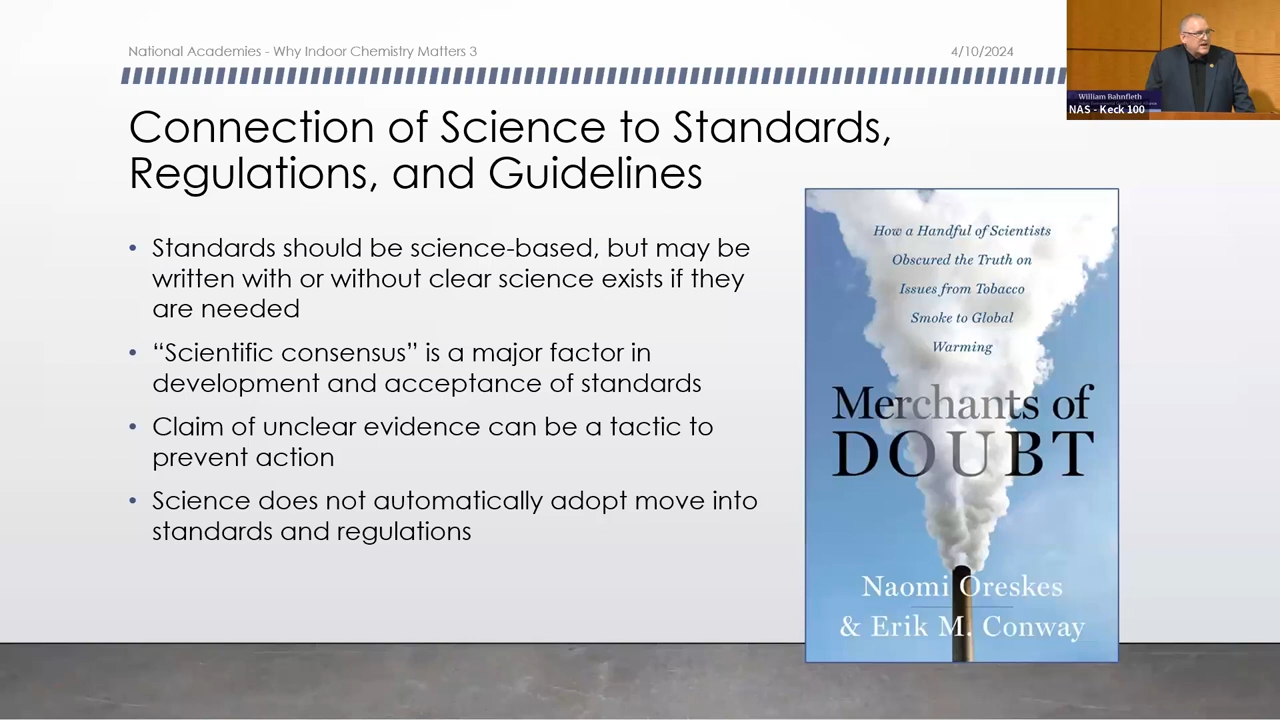 National Academies - Why Indoor Chemistry Matters 3
4/10/2024
William Bahnfleth
NAS - Keck 100
Connection of Science to Standards,
Regulations, and Guidelines
• Standards should be science-based, but may be
written with or without clear science exists if they
are needed
• “Scientific consensus” is a major factor in
development and acceptance of standards
• Claim of unclear evidence can be a tactic to
prevent action
• Science does not automatically adopt move into
standards and regulations
How a Handful of Scientists
Obscured the Truth on
Issues from Tobacco
Smoke to Global
Warming
Merchants of
DOUBT
Naomi Oreskes
& Erik M. Conway